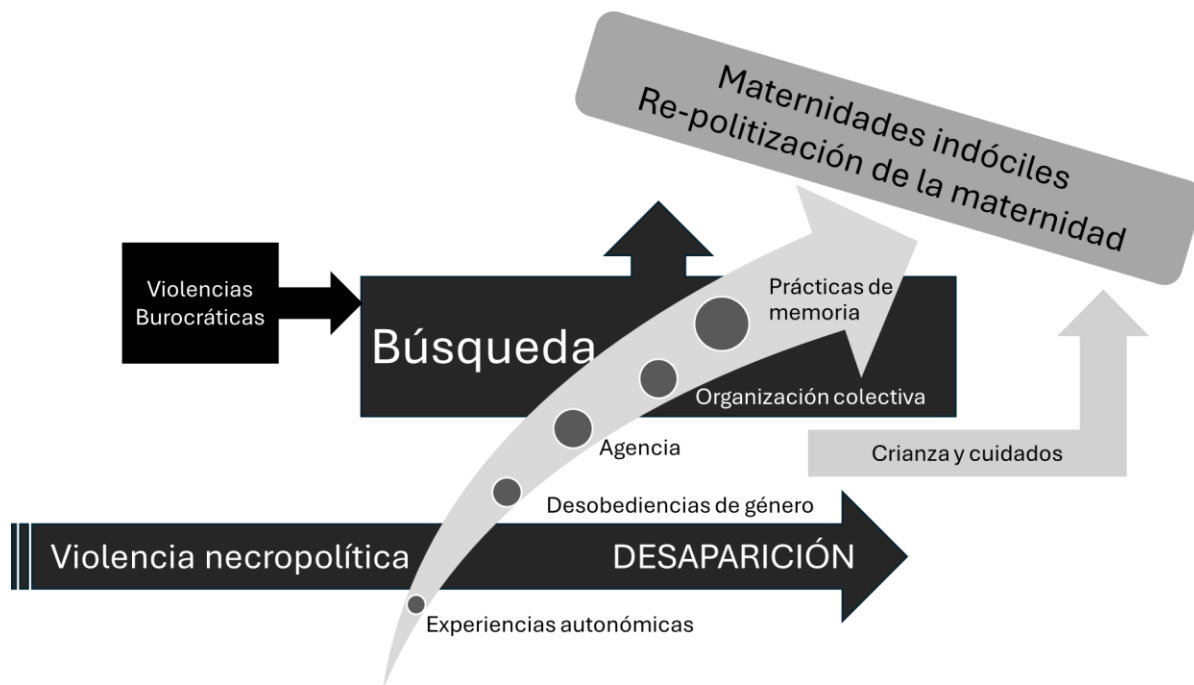 Maternidades indóciles
Re-politización de la maternidad
Violencias
Burocráticas
Búsqueda
Prácticas de
memoria
Organización colectiva
Agencia
Crianza y cuidados
Desobediencias de género
Violencia necropolítica
DESAPARICIÓN
Experiencias autonómicas